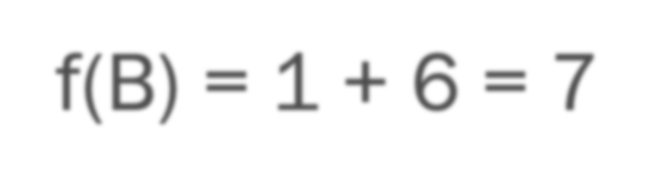 f(B) = 1 + 6 = 7